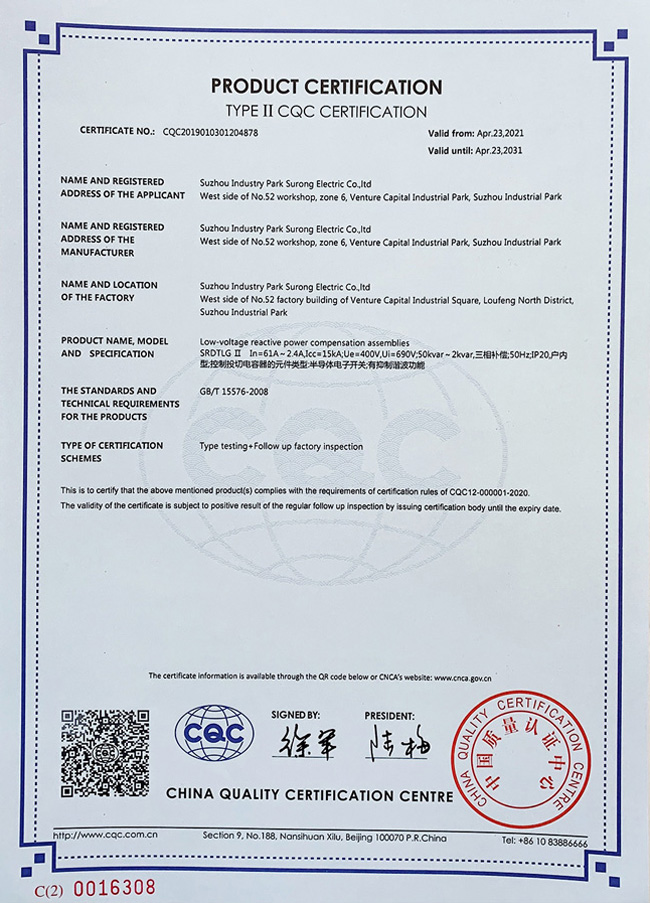 PRODUCT CERTIFICATION
TYPE II CQC CERTIFICATION
CERTIFICATE NO.: CQC2019010301204878
Valid from: Apr.23,2021
Valid until: Apr.23,2031
NAME AND REGISTERED
ADDRESS OF THE APPLICANT
Suzhou Industry Park Surong Electric Co.,ltd
West side of No.52 workshop, zone 6, Venture Capital Industrial Park, Suzhou Industrial Park
NAME AND REGISTERED
ADDRESS OF THE
MANUFACTURER
Suzhou Industry Park Surong Electric Co.,ltd
West side of No.52 workshop, zone 6, Venture Capital Industrial Park, Suzhou Industrial Park
NAME AND LOCATION
OF THE FACTORY
Suzhou Industry Park Surong Electric Co.,ltd
West side of No.52 factory building of Venture Capital Industrial Square, Loufeng North District,
Suzhou Industrial Park
PRODUCT NAME, MODEL
AND SPECIFICATION
Low-voltage reactive power compensation assemblies
SRDTLG II In=61A~2.4A,Icc=15kA;Ue=400V,Ui=690V;50kvar~2kvar,三相补偿;50Hz;IP20,户内
型;控制投切电容器的元件类型:半导体电子开关;有抑制谐波功能
THE STANDARDS AND
TECHNICAL REQUIREMENTS
FOR THE PRODUCTS
GB/T 15576-2008
TYPE OF CERTIFICATION
SCHEMES
Type testing+Follow up factory inspection
CQC
This is to certify that the above mentioned product(s) complies with the requirements of certification rules of CQC12-000001-2020.
The validity of the certificate is subject to positive result of the regular follow up inspection by issuing certification body until the expiry date.
The certificate information is available through the QR code below or CNCA's website: www.cnca.gov.cn
CQC
SIGNED BY:
徐军
PRESIDENT:
陆梅
CHINA QUALITY CERTIFICATION CENTRE
中国质量认证中心
CHINA QUALITY CERTIFICATION CENTRE
http://www.cqc.com.cn
Section 9, No.188, Nansihuan Xilu, Beijing 100070 P.R.China
Tel: +86 10 83886666
C(2) 0016308